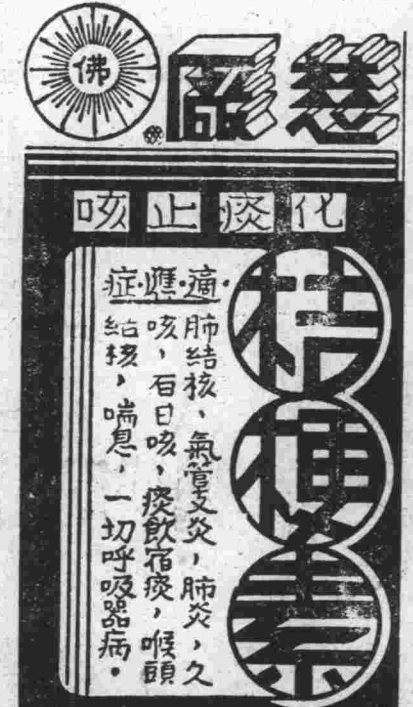 佛
慈厰
化痰止咳
桔梗素
適·應·症
肺結核、氣管支炎，肺炎，久
咳，百日咳，痰飲宿痰，喉頭
結核，喘息，一切呼吸器病。